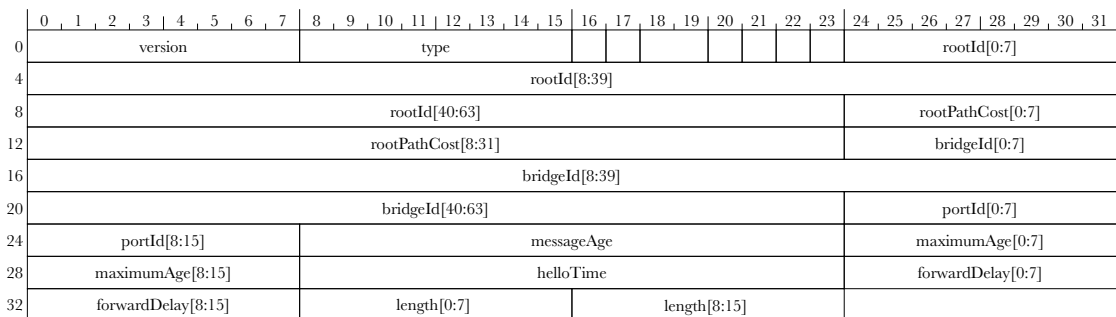 0 1 2 3 4 5 6 7 8 9 10 11 12 13 14 15 16 17 18 19 20 21 22 23 24 25 26 27 28 29 30 31
0 version type rootId[0:7]
4 rootId[8:39]
8 rootId[40:63] rootPathCost[0:7]
12 rootPathCost[8:31] bridgeId[0:7]
16 bridgeId[8:39]
20 bridgeId[40:63] portId[0:7]
24 portId[8:15] messageAge maximumAge[0:7]
28 maximumAge[8:15] helloTime forwardDelay[0:7]
32 forwardDelay[8:15] length[0:7] length[8:15]